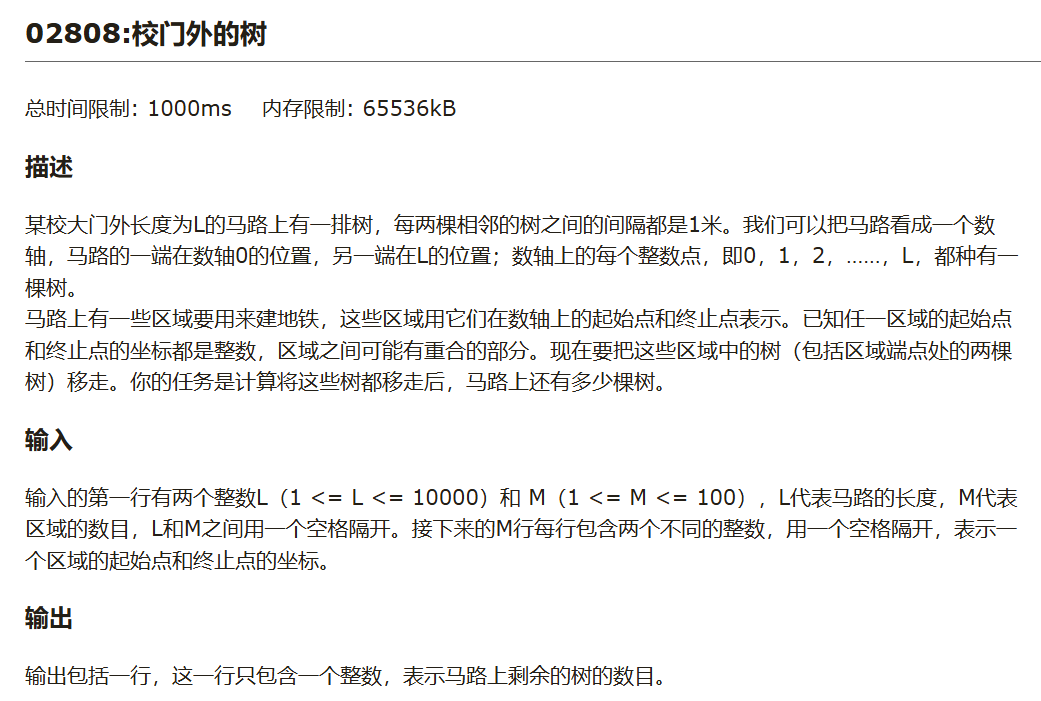 02808:校门外的树
总时间限制: 1000ms 内存限制: 65536kB
描述
某校大门外长度为L的马路上有一排树，每两棵相邻的树之间的间隔都是1米。我们可以把马路看成一个数
轴，马路的一端在数轴0的位置，另一端在L的位置；数轴上的每个整数点，即0，1，2，……，L，都种有一
棵树。
马路上有一些区域要用来建地铁，这些区域用它们在数轴上的起始点和终止点表示。已知任一区域的起始点
和终止点的坐标都是整数，区域之间可能有重合的部分。现在要把这些区域中的树（包括区域端点处的两棵
树）移走。你的任务是计算将这些树都移走后，马路上还有多少棵树。
输入
输入的第一行有两个整数L（1 <= L <= 10000）和 M（1 <= M <= 100），L代表马路的长度，M代表
区域的数目，L和M之间用一个空格隔开。接下来的M行每行包含两个不同的整数，用一个空格隔开，表示一
个区域的起始点和终止点的坐标。
输出
输出包括一行，这一行只包含一个整数，表示马路上剩余的树的数目。